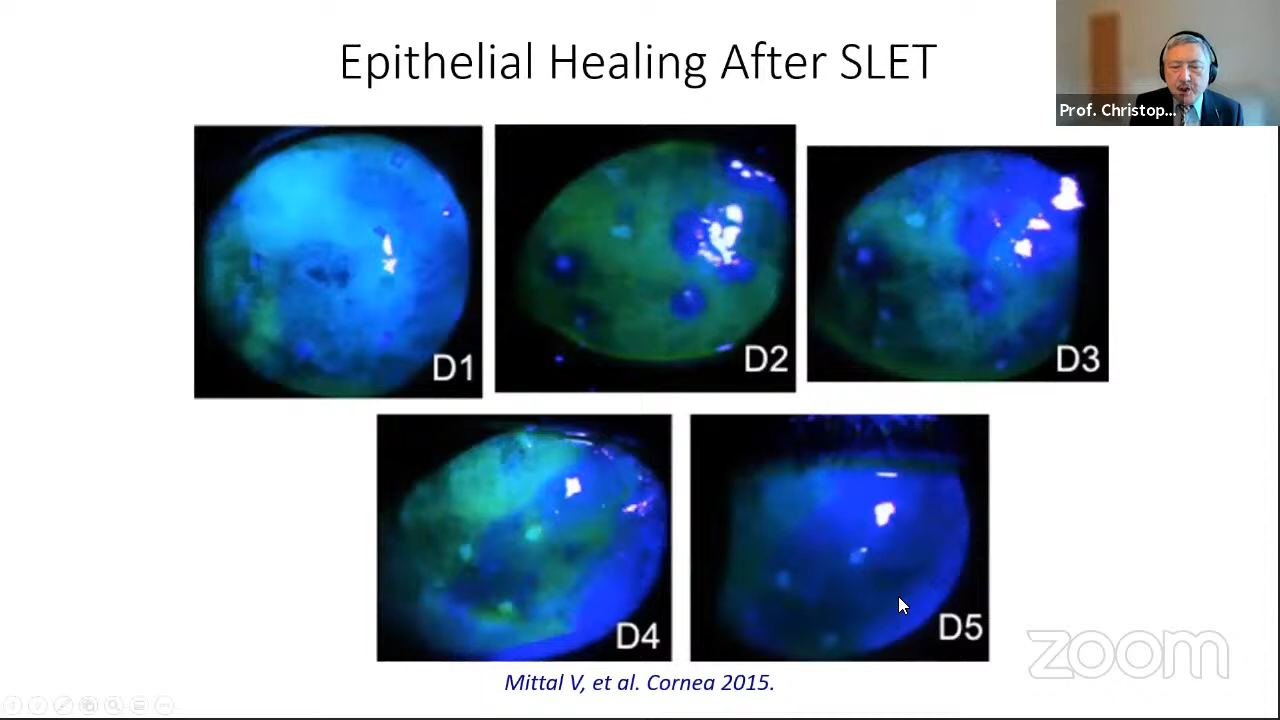 Epithelial Healing After SLET
Prof. Christop...
D1
D2
D3
D4
D5
Mittal V, et al. Cornea 2015.
zoom